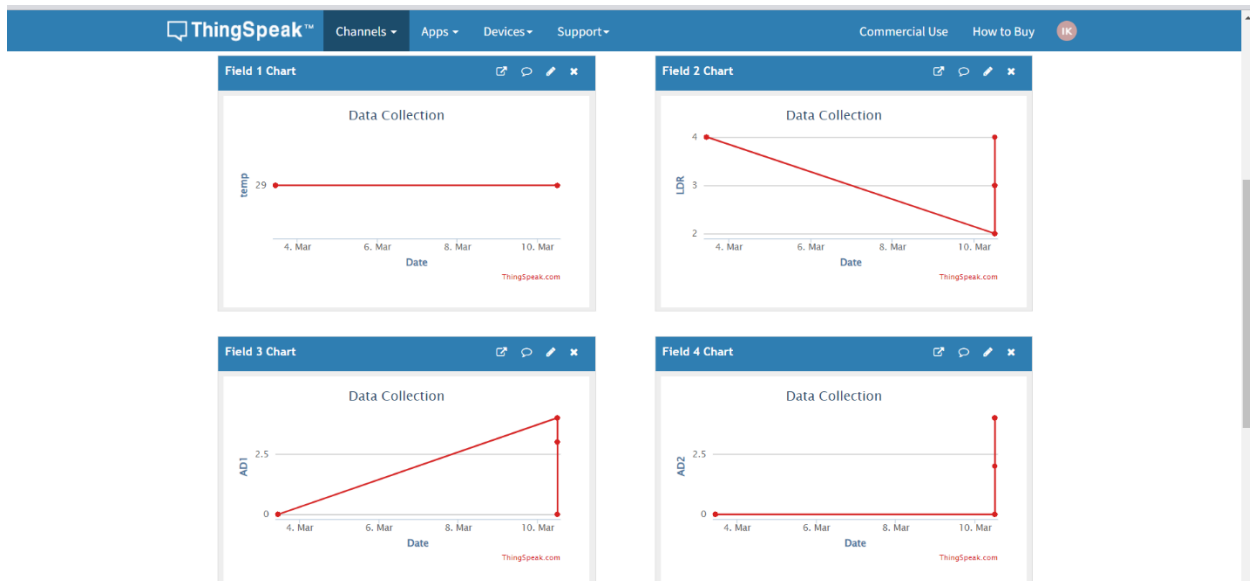 ThingSpeak™ Channels Apps Devices Support Commercial Use How to Buy IK
Field 1 Chart
Data Collection
temp
29
4. Mar 6. Mar 8. Mar 10. Mar
Date
ThingSpeak.com
Field 2 Chart
Data Collection
LDR
4
3
2
4. Mar 6. Mar 8. Mar 10. Mar
Date
ThingSpeak.com
Field 3 Chart
Data Collection
AD1
2.5
0
4. Mar 6. Mar 8. Mar 10. Mar
Date
ThingSpeak.com
Field 4 Chart
Data Collection
AD2
2.5
0
4. Mar 6. Mar 8. Mar 10. Mar
Date
ThingSpeak.com